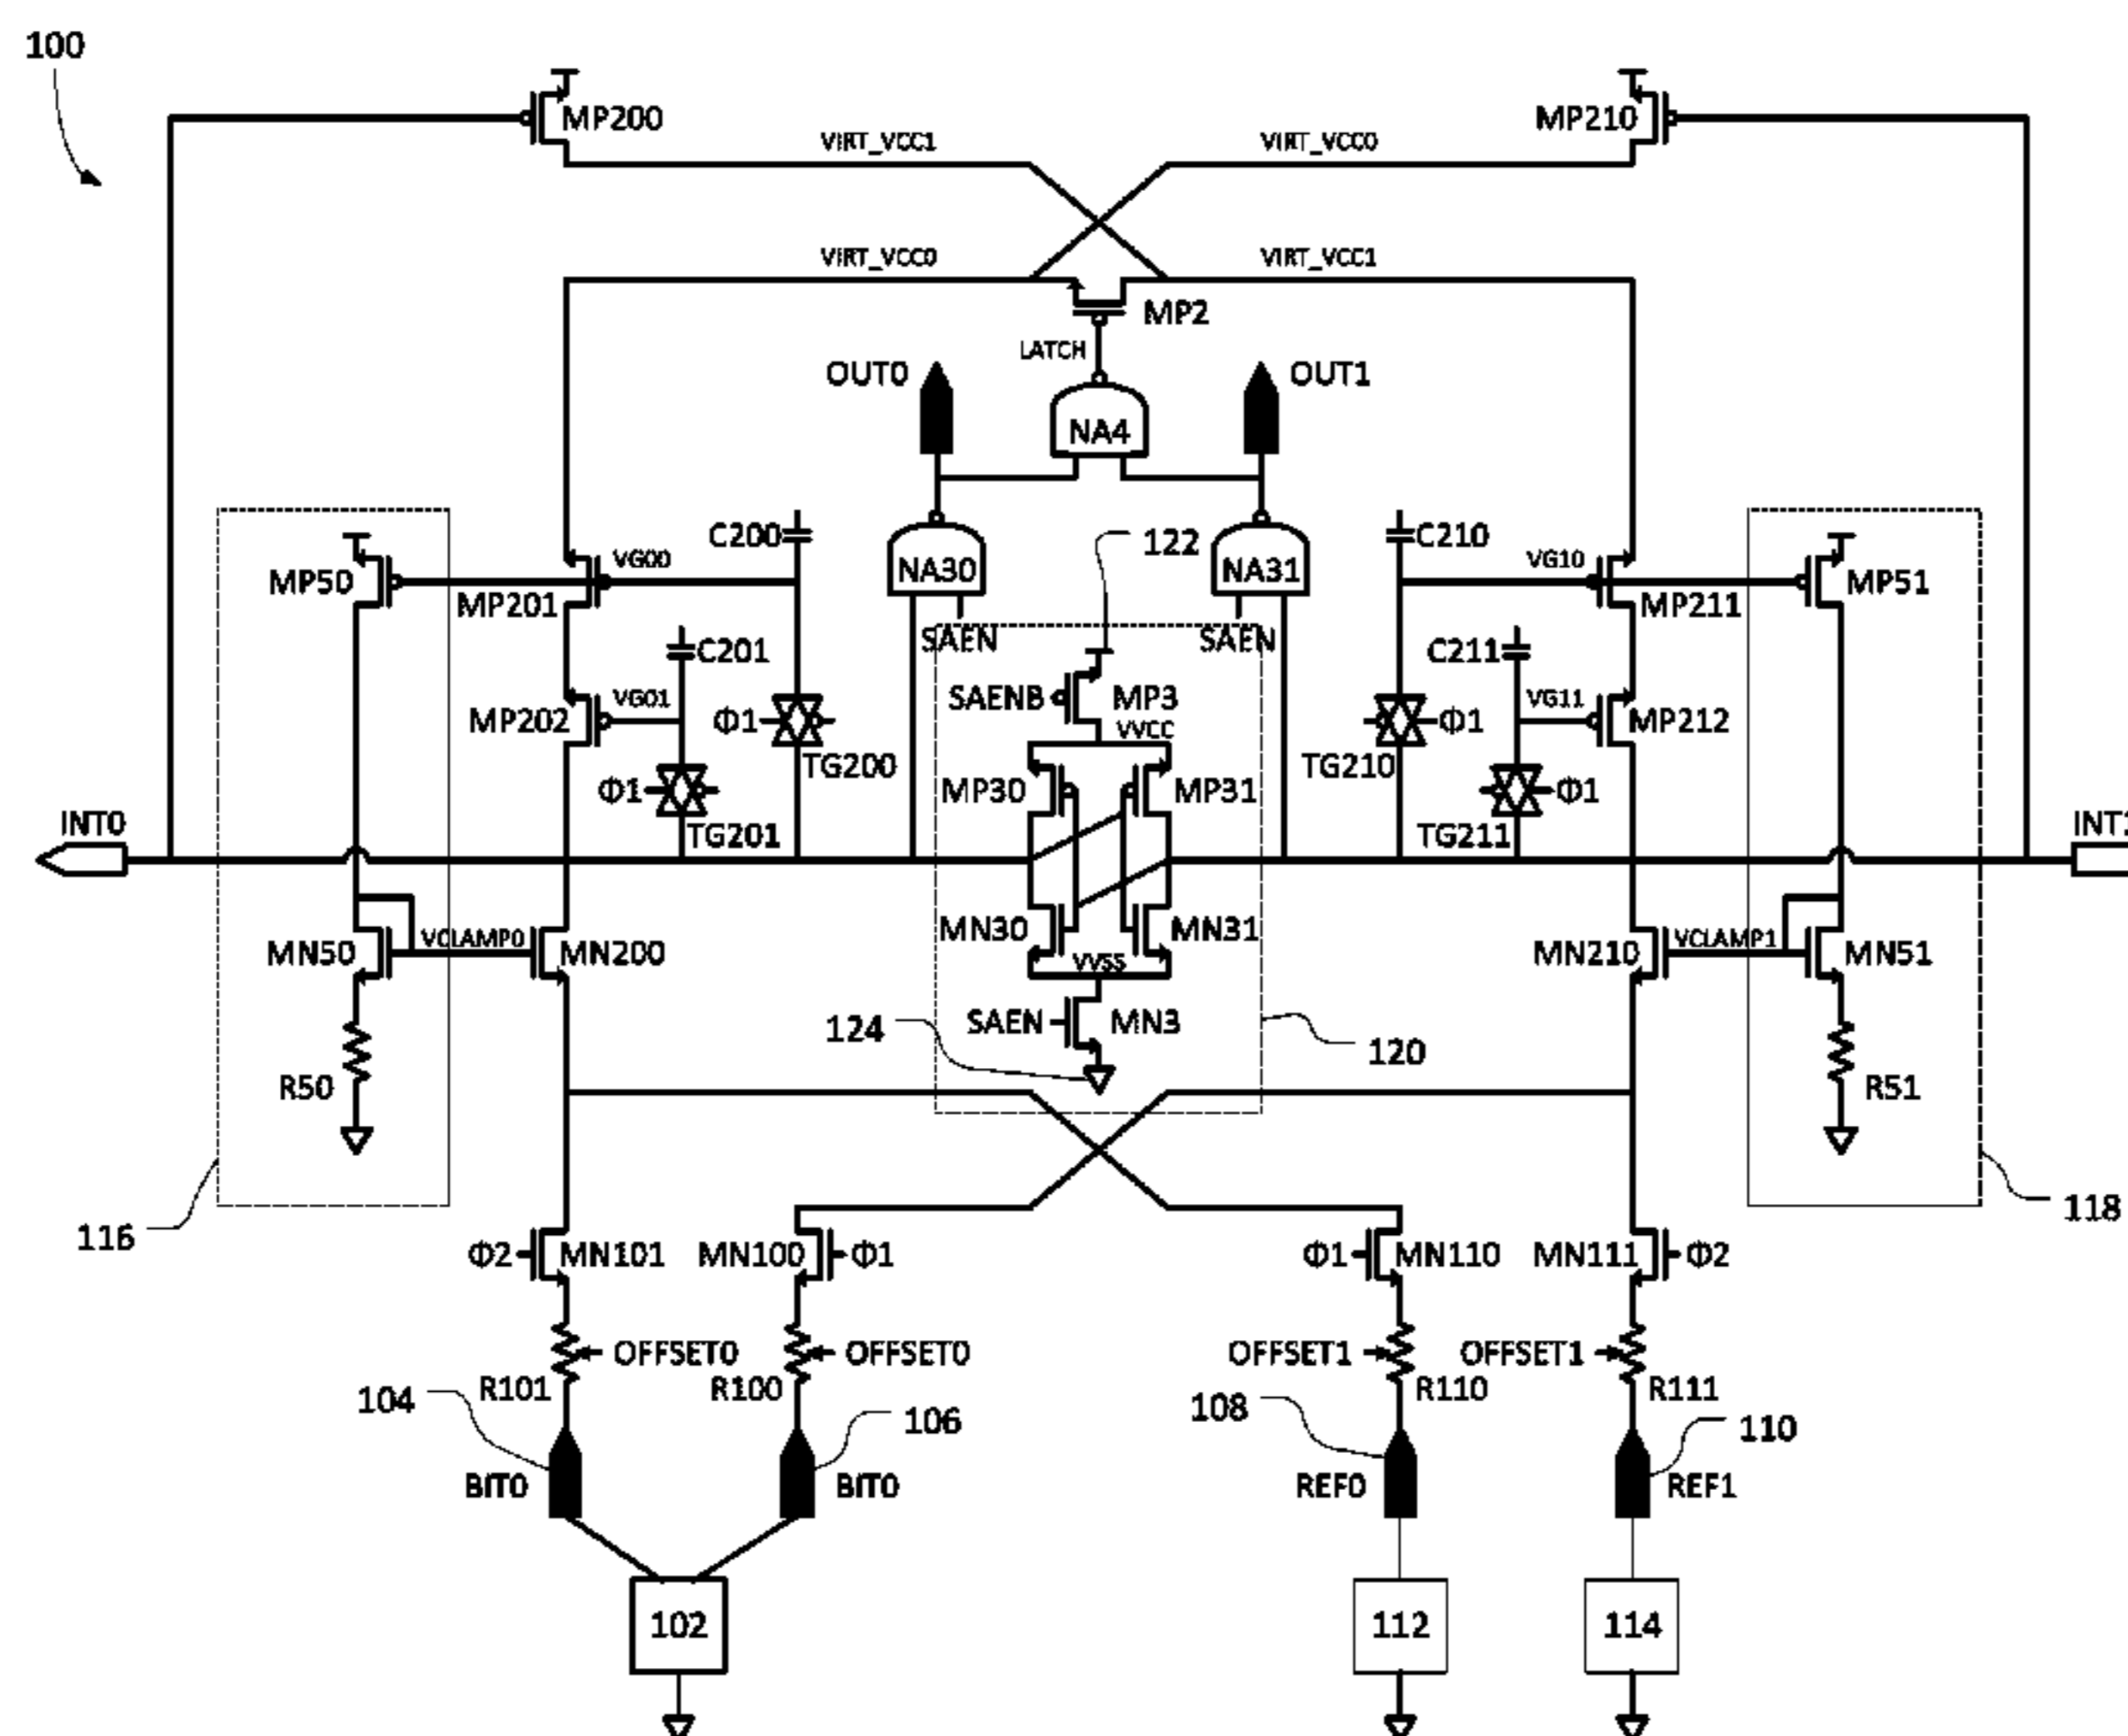 100
MP200
MP210
VIRT_VCC1
VIRT_VCC0
VIRT_VCC0
VIRT_VCC1
MP2
LATCH
OUT0
OUT1
NA4
C200
122
C210
MP50
VG00
NA30
NA31
VG10
MP51
MP201
MP211
SAEN
SAEN
C201
C211
SAENB
MP3
VG01
VG11
MP202
Φ1
VVCC
Φ1
MP212
TG200
TG210
Φ1
MP30
MP31
Φ1
INT0
TG201
TG211
INT1
MN50
VCLAMP0
MN200
MN30
MN31
MN210
VCLAMP1
MN51
VVSS
124
SAEN
MN3
120
R50
R51
116
118
Φ2
MN101
MN100
Φ1
Φ1
MN110
MN111
Φ2
OFFSET0
OFFSET0
OFFSET1
OFFSET1
R101
R100
R110
R111
104
106
108
110
BIT0
BIT0
REF0
REF1
102
112
114